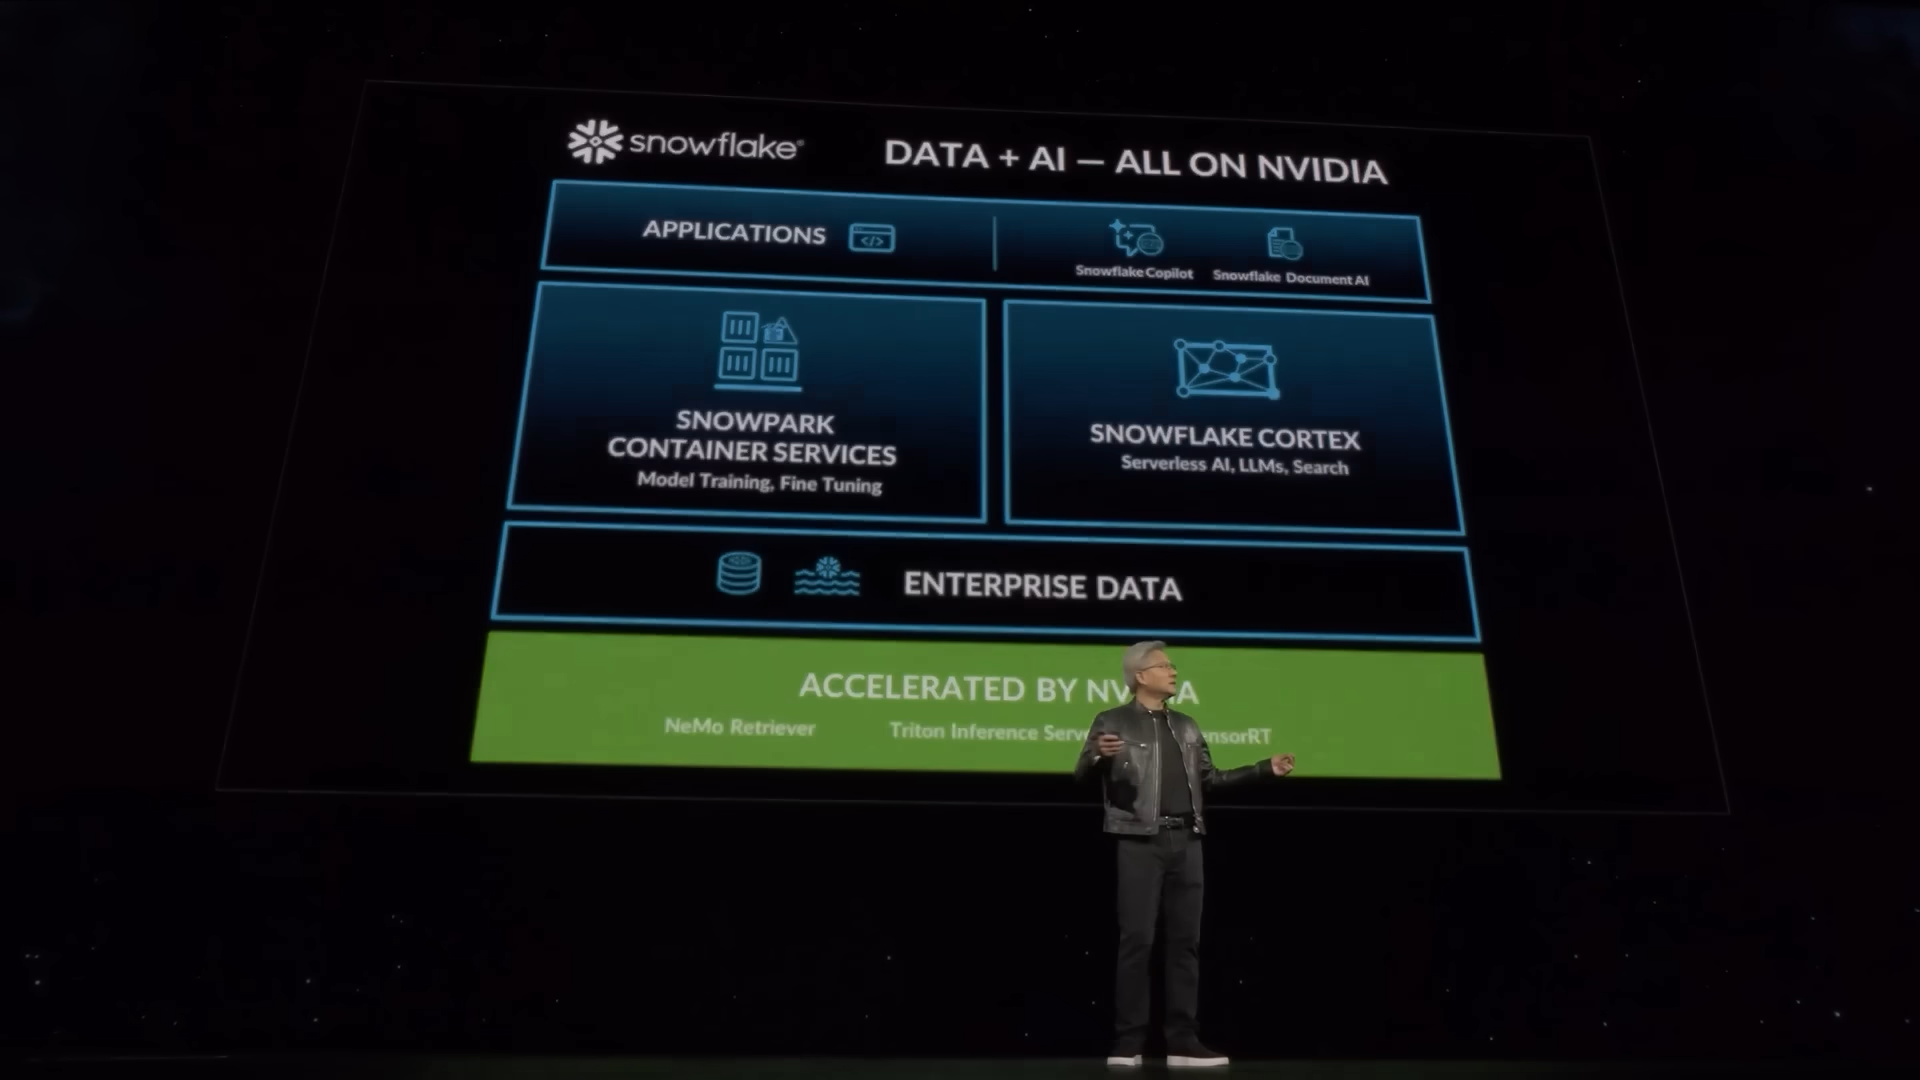 snowflake®
DATA + AI — ALL ON NVIDIA
APPLICATIONS
Snowflake Copilot
Snowflake Document AI
SNOWPARK
CONTAINER SERVICES
Model Training, Fine Tuning
SNOWFLAKE CORTEX
Serverless AI, LLMs, Search
ENTERPRISE DATA
ACCELERATED BY
NeMo Retriever
Triton Inference